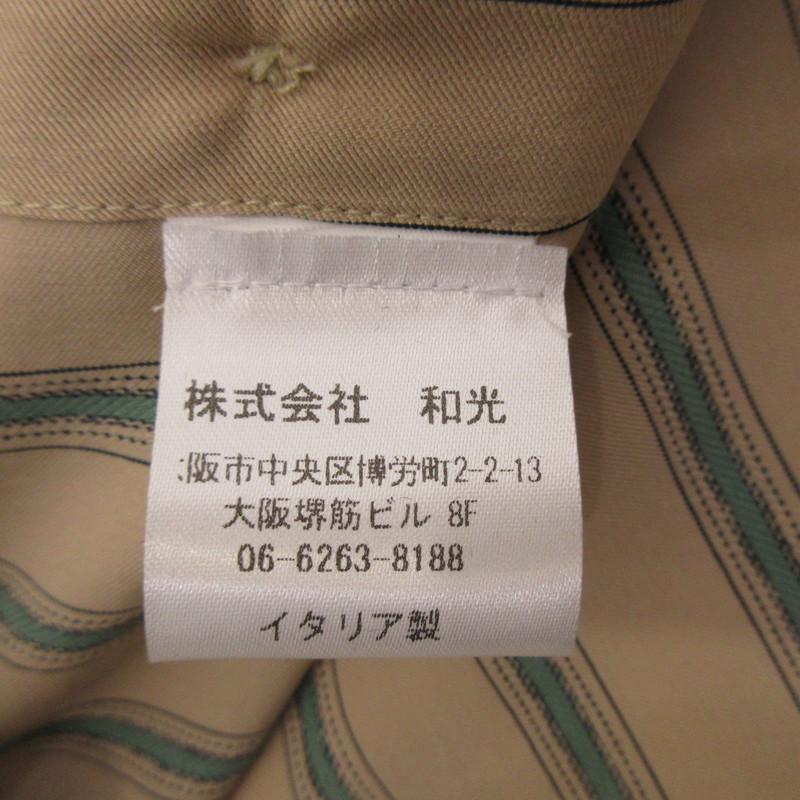 株式会社　和光
阪市中央区博労町2-2-13
大阪堺筋ビル 8F
06-6263-8188
イタリア製